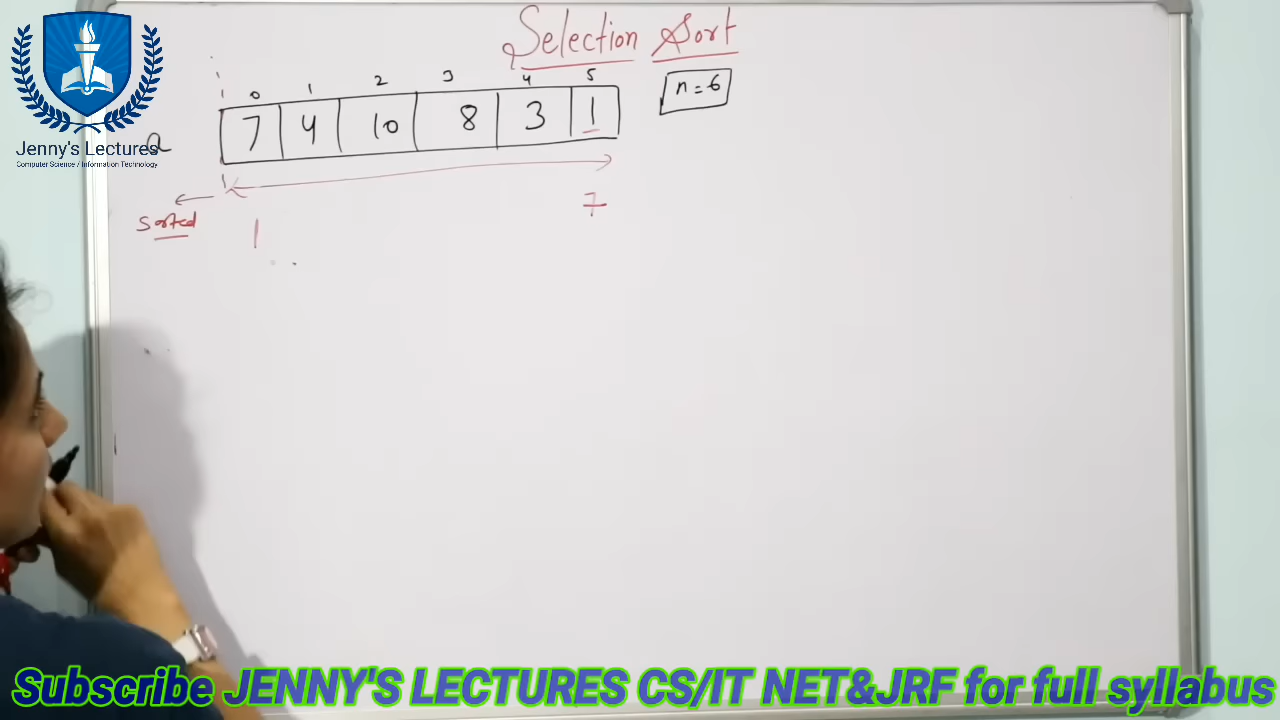 Selection Sort
0 1 2 3 4 5
n = 6
a 7 4 10 8 3 1
Jenny's Lectures
Computer Science / Information Technology
Sorted
1 7
Subscribe JENNY'S LECTURES CS/IT NET&JRF for full syllabus